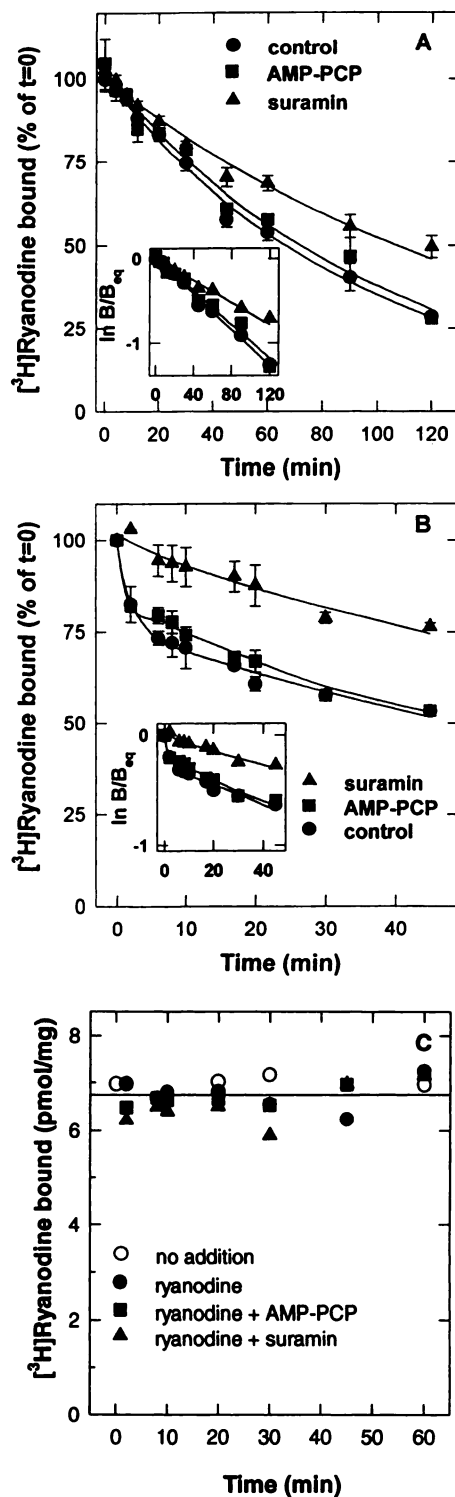 A
control
AMP-PCP
suramin
[³H]Ryanodine bound (% of t=0)
100
75
50
25
0
ln B/Beq
0
-1
0 40 80 120
0 20 40 60 80 100 120
Time (min)
B
[³H]Ryanodine bound (% of t=0)
100
75
50
25
0
ln B/Beq
0
-1
0 20 40
suramin
AMP-PCP
control
0 10 20 30 40
Time (min)
C
[³H]Ryanodine bound (pmol/mg)
8
7
6
4
2
0
no addition
ryanodine
ryanodine + AMP-PCP
ryanodine + suramin
0 10 20 30 40 50 60
Time (min)